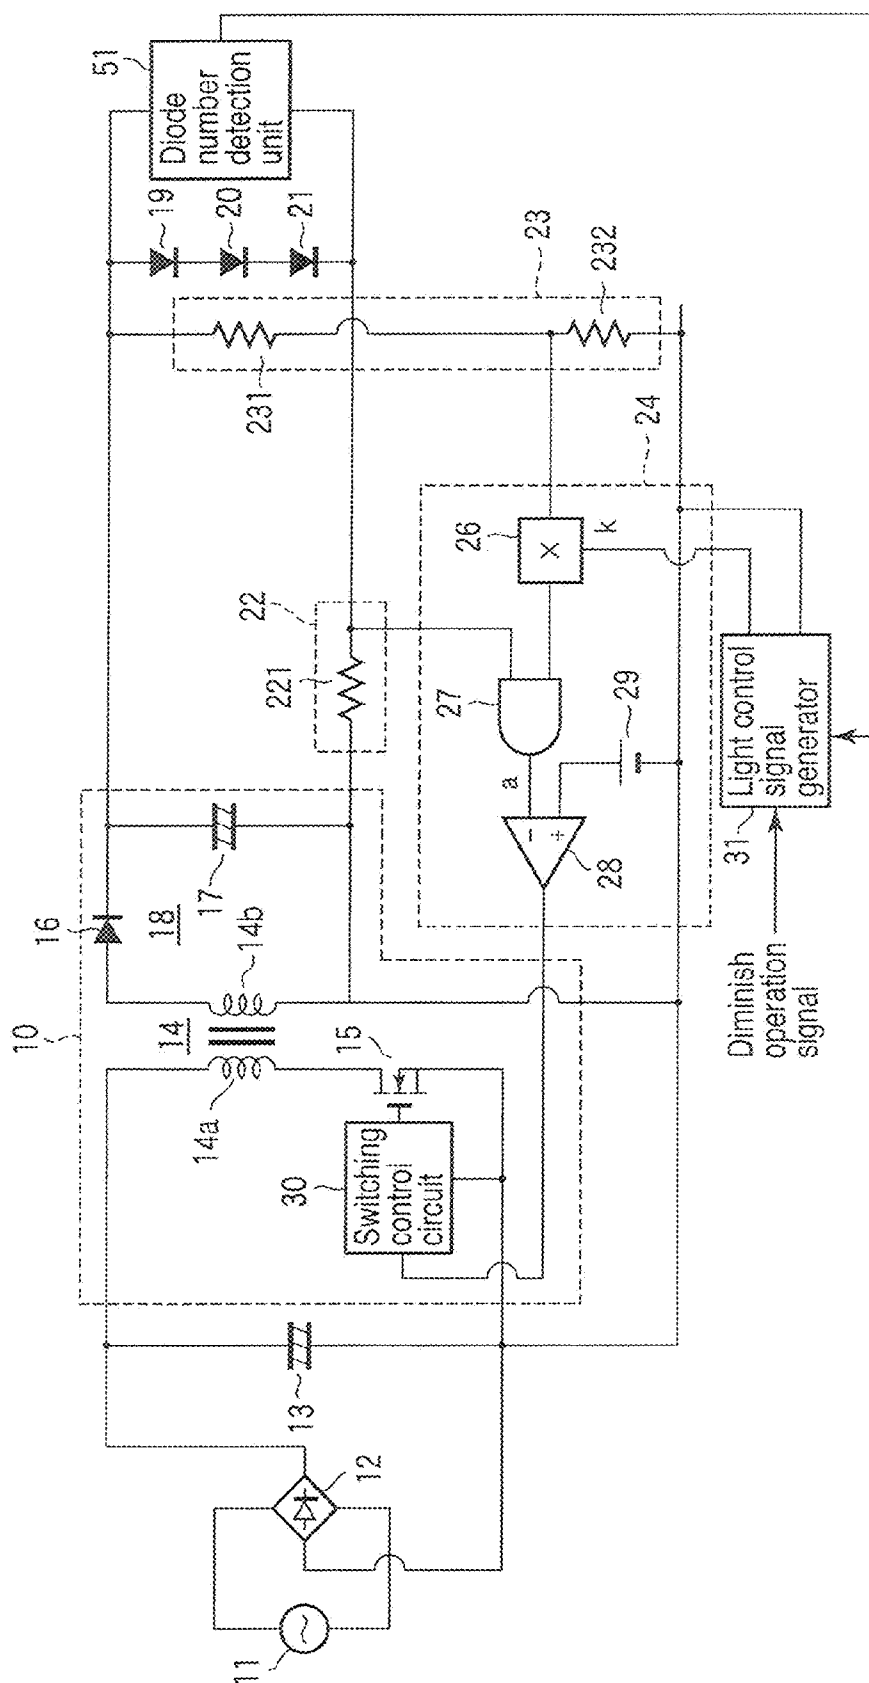 10
11
12
13
14
14a
14b
15
16
17
18
30
Switching
control
circuit
22
221
19
20
21
51
Diode
number
detection
unit
23
231
232
24
26
X
k
27
a
28
−
+
29
31
Light control
signal
generator
Diminish
operation
signal